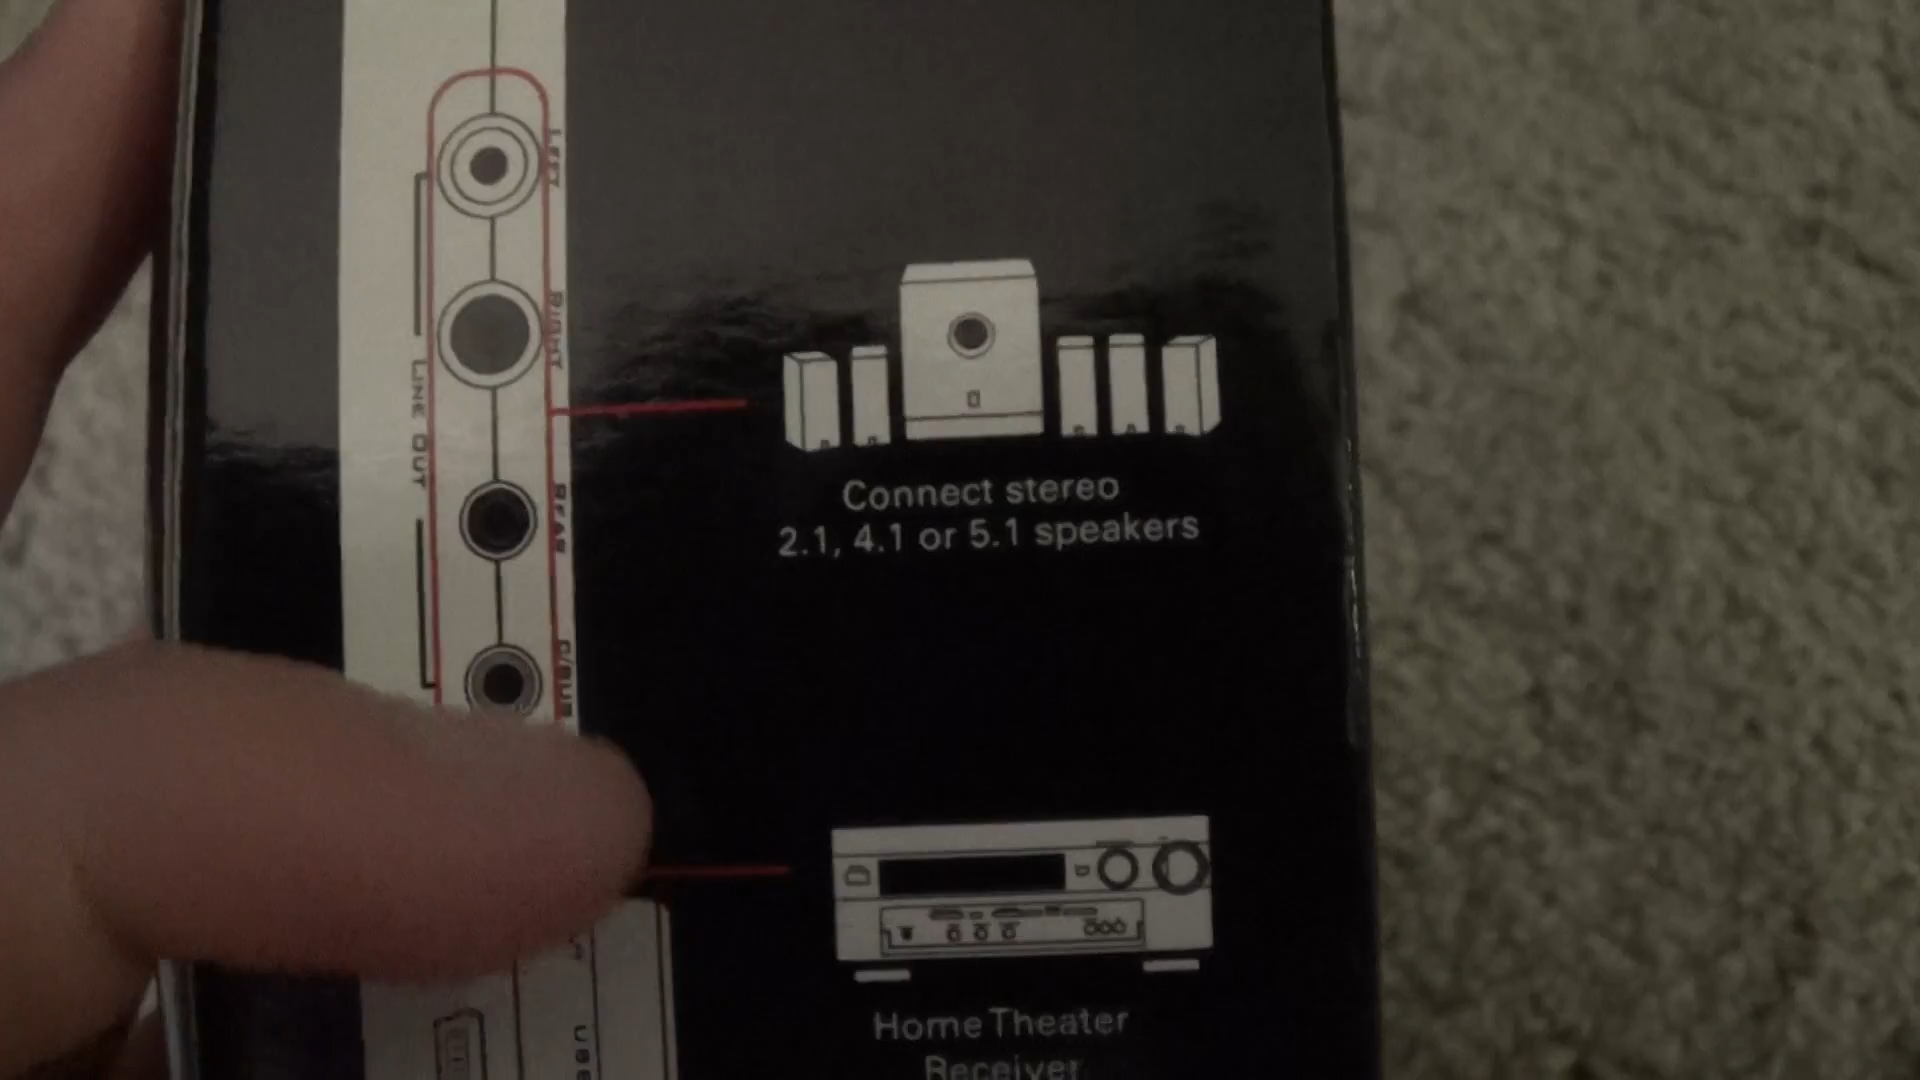 LEFT
RIGHT
LINE OUT
REAR
C/SUB
Connect stereo
2.1, 4.1 or 5.1 speakers
Home Theater
Receiver